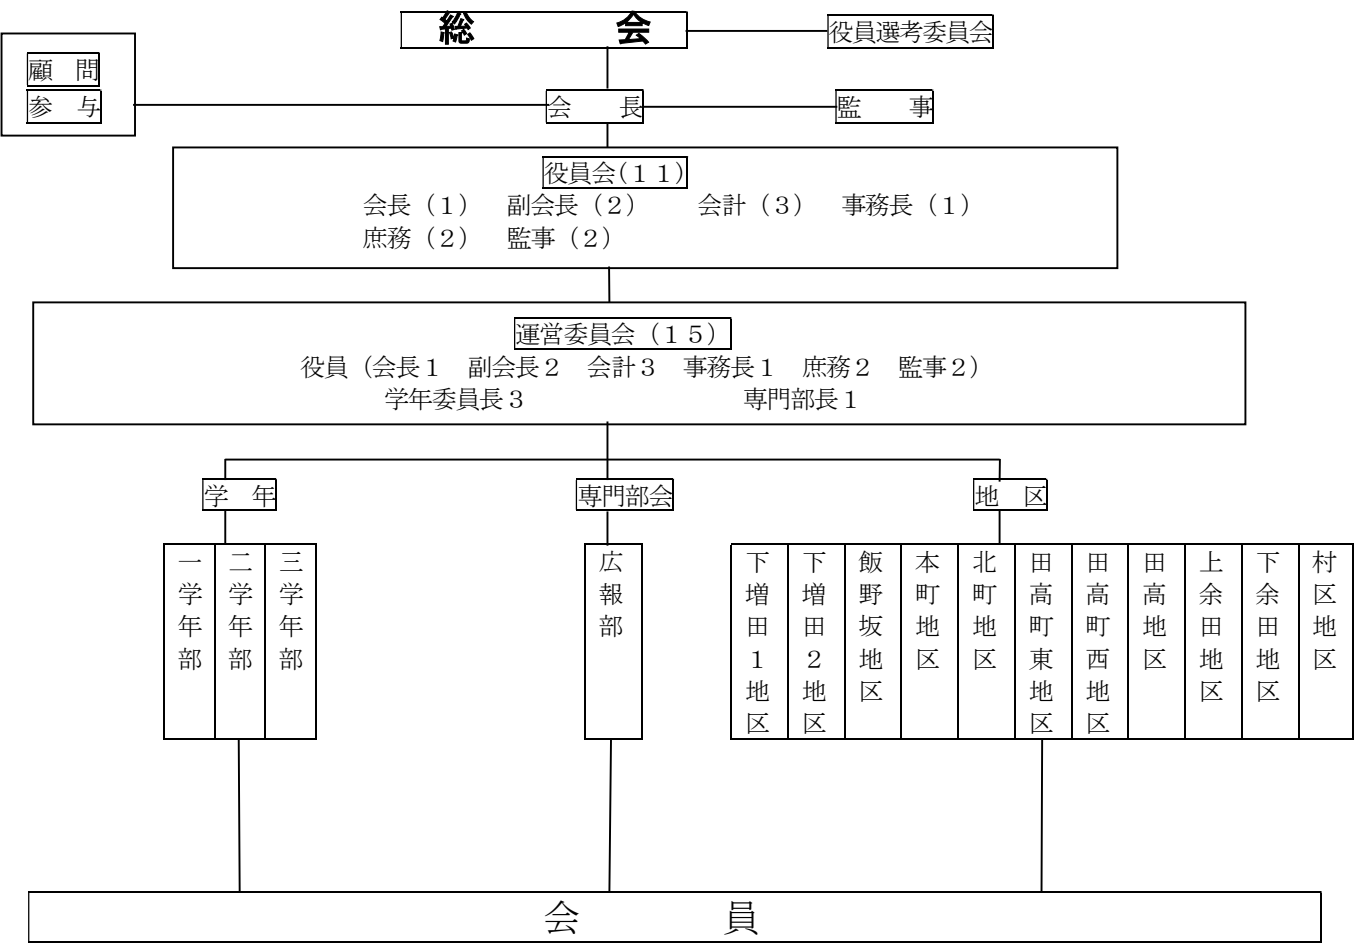 総　会
役員選考委員会
顧　問
参　与
会　長
監　事
役員会(１１)
会長（１）　副会長（２）　会計（３）　事務長（１）
庶務（２）　監事（２）
運営委員会（１５）
役員（会長１　副会長２　会計３　事務長１　庶務２　監事２）
学年委員長３　専門部長１
学　年
専門部会
地　区
一学年部
二学年部
三学年部
広報部
下増田１地区
下増田２地区
飯野坂地区
本町地区
北町地区
田高町東地区
田高町西地区
田高地区
上余田地区
下余田地区
村区地区
会　員